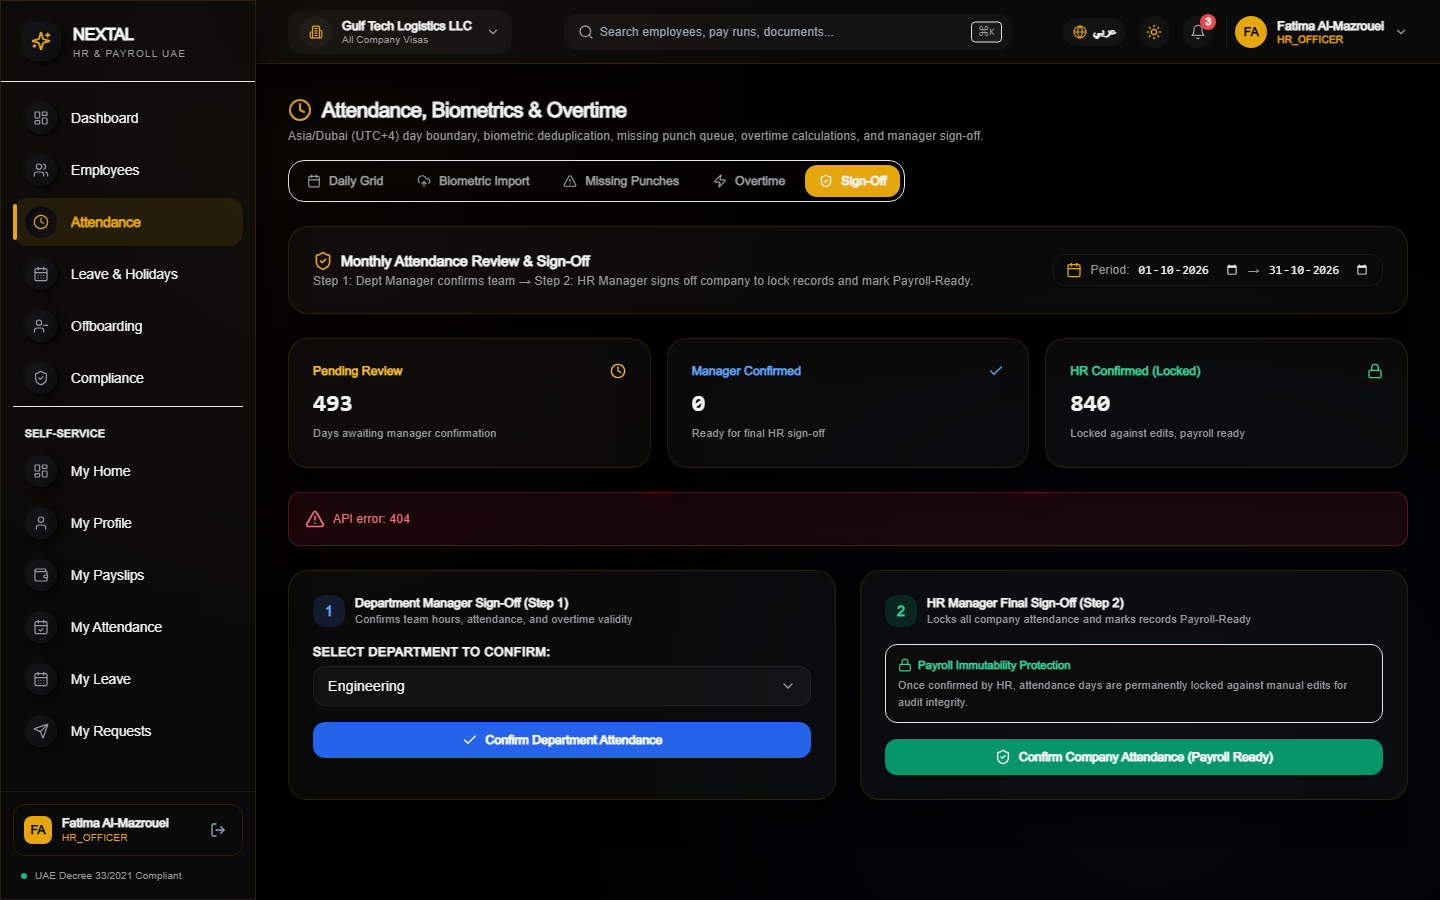 NEXTAL
HR & PAYROLL UAE
Dashboard
Employees
Attendance
Leave & Holidays
Offboarding
Compliance
SELF-SERVICE
My Home
My Profile
My Payslips
My Attendance
My Leave
My Requests
FA
Fatima Al-Mazrouei
HR_OFFICER
UAE Decree 33/2021 Compliant
Gulf Tech Logistics LLC
All Company Visas
Search employees, pay runs, documents...
⌘K
عربي
3
FA
Fatima Al-Mazrouei
HR_OFFICER
Attendance, Biometrics & Overtime
Asia/Dubai (UTC+4) day boundary, biometric deduplication, missing punch queue, overtime calculations, and manager sign-off.
Daily Grid
Biometric Import
Missing Punches
Overtime
Sign-Off
Monthly Attendance Review & Sign-Off
Step 1: Dept Manager confirms team → Step 2: HR Manager signs off company to lock records and mark Payroll-Ready.
Period: 01-10-2026 → 31-10-2026
Pending Review
493
Days awaiting manager confirmation
Manager Confirmed
0
Ready for final HR sign-off
HR Confirmed (Locked)
840
Locked against edits, payroll ready
API error: 404
1
Department Manager Sign-Off (Step 1)
Confirms team hours, attendance, and overtime validity
SELECT DEPARTMENT TO CONFIRM:
Engineering
Confirm Department Attendance
2
HR Manager Final Sign-Off (Step 2)
Locks all company attendance and marks records Payroll-Ready
Payroll Immutability Protection
Once confirmed by HR, attendance days are permanently locked against manual edits for
audit integrity.
Confirm Company Attendance (Payroll Ready)